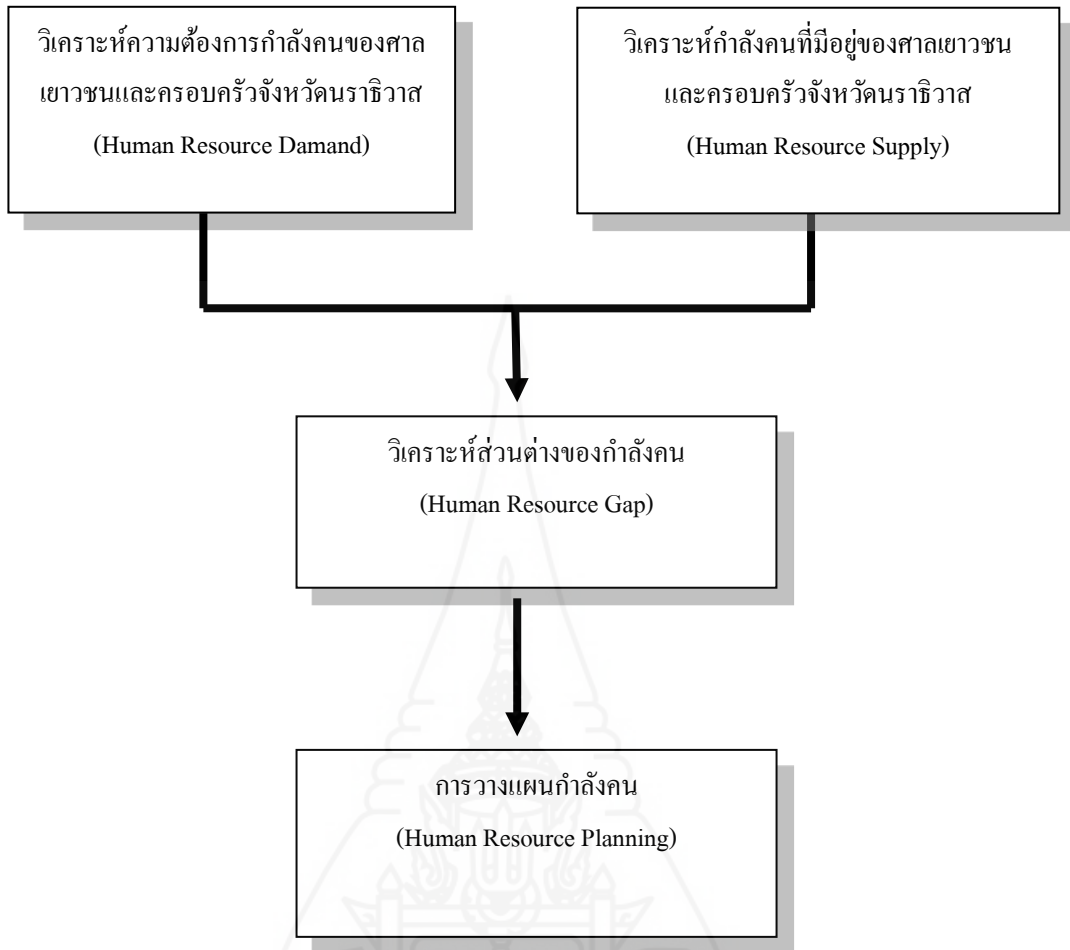 วิเคราะห์ความต้องการกำลังคนของศาล
เยาวชนและครอบครัวจังหวัดนราธิวาส
(Human Resource Damand)
วิเคราะห์กำลังคนที่มีอยู่ของศาลเยาวชน
และครอบครัวจังหวัดนราธิวาส
(Human Resource Supply)
วิเคราะห์ส่วนต่างของกำลังคน
(Human Resource Gap)
การวางแผนกำลังคน
(Human Resource Planning)